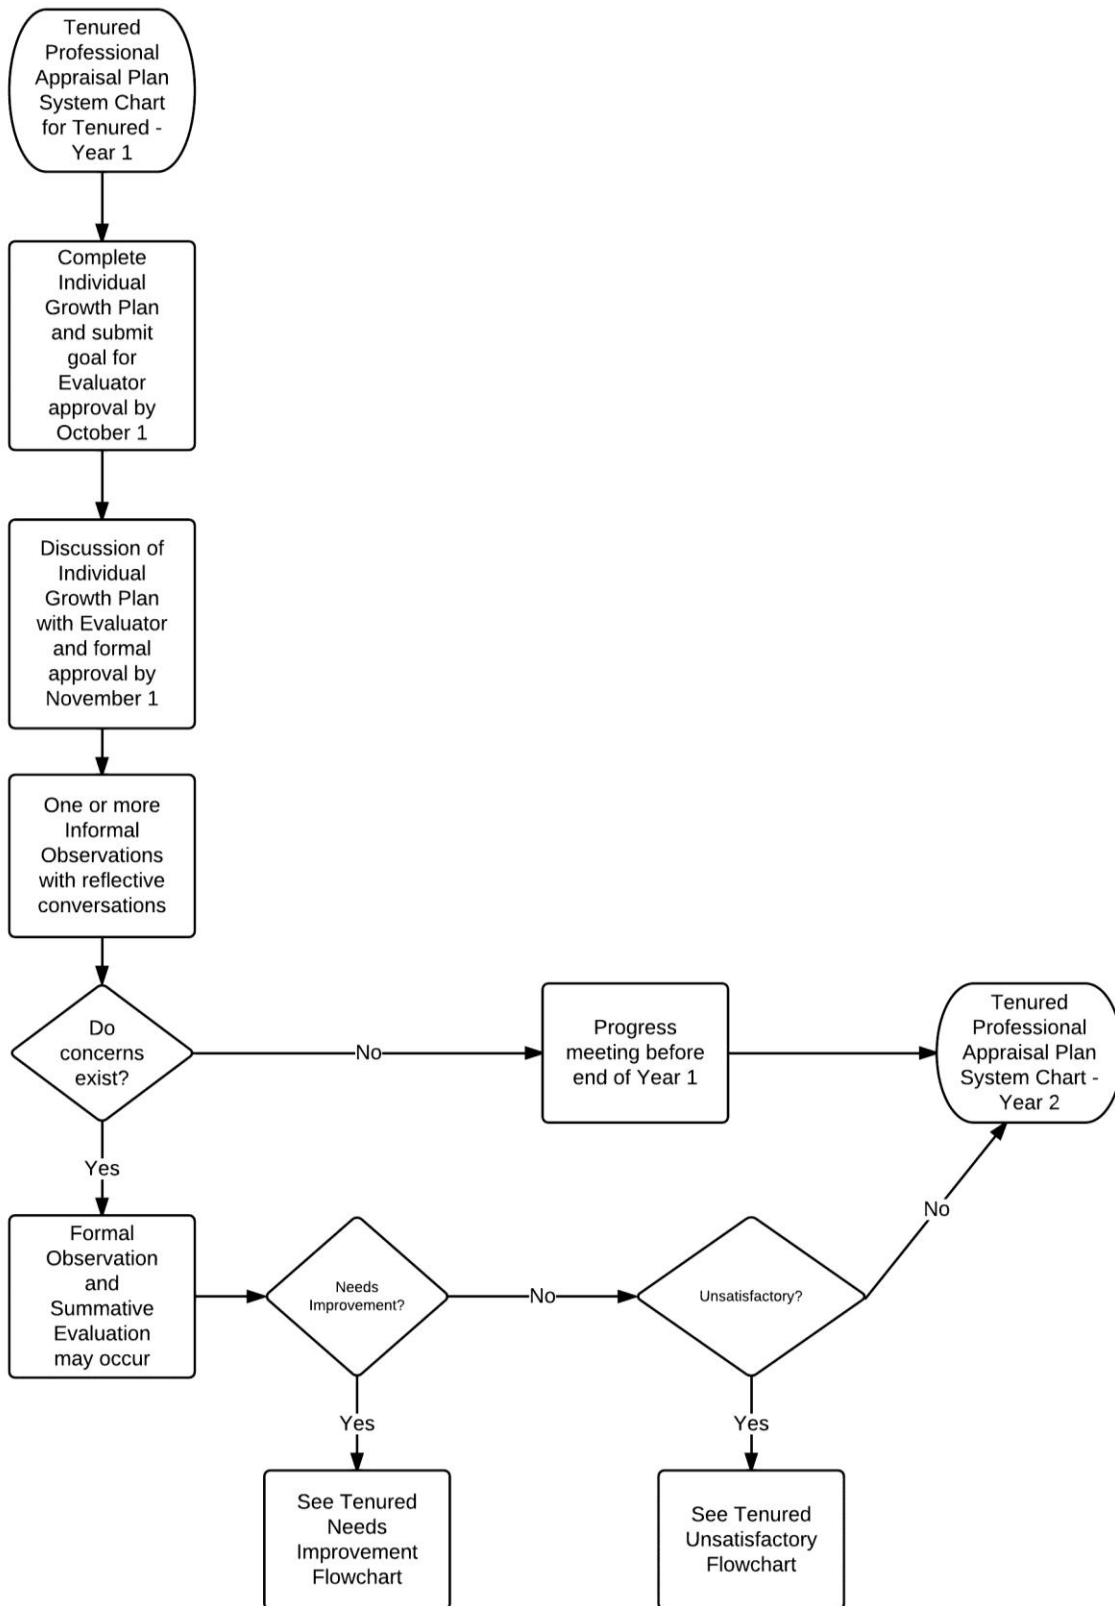 Tenured
Professional
Appraisal Plan
System Chart
for Tenured -
Year 1
Complete
Individual
Growth Plan
and submit
goal for
Evaluator
approval by
October 1
Discussion of
Individual
Growth Plan
with Evaluator
and formal
approval by
November 1
One or more
Informal
Observations
with reflective
conversations
Do
concerns
exist?
No
Progress
meeting before
end of Year 1
Tenured
Professional
Appraisal Plan
System Chart -
Year 2
Yes
Formal
Observation
and
Summative
Evaluation
may occur
Needs
Improvement?
No
Unsatisfactory?
No
Yes
See Tenured
Needs
Improvement
Flowchart
Yes
See Tenured
Unsatisfactory
Flowchart